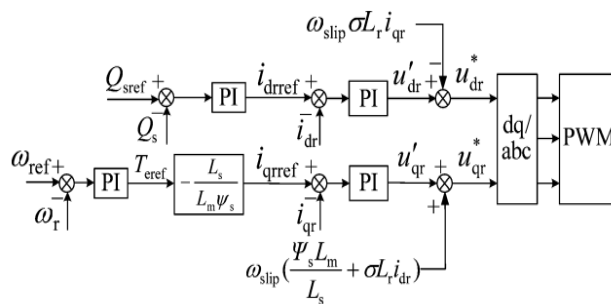 ω_slip σL_r i_qr
Q_sref + PI i_drref + PI u′_dr + − u*_dr
Q_s − i_dr −
dq/
abc
PWM
ω_ref + PI T_eref − L_s / L_m ψ_s i_qrref + PI u′_qr + u*_qr
ω_r − i_qr − +
ω_slip (Ψ_s L_m / L_s + σL_r i_dr)